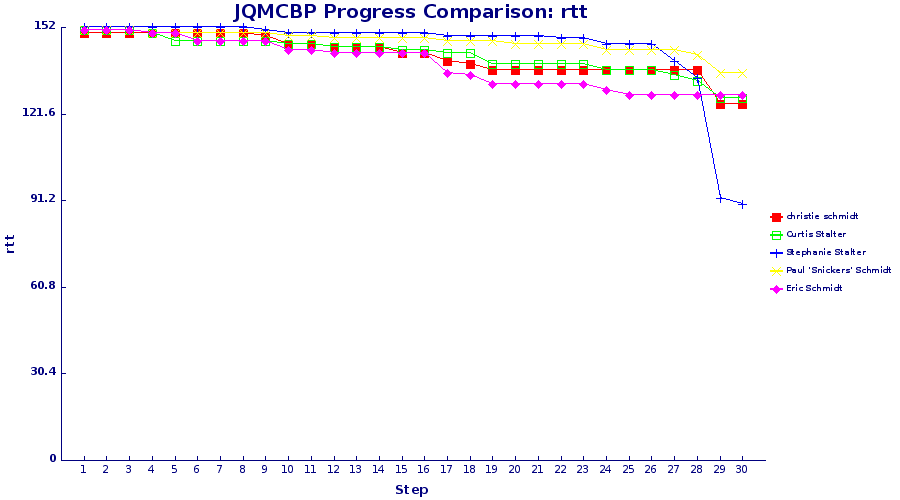 JQMCBP Progress Comparison: rtt
152
121.6
91.2
60.8
30.4
0
rtt
1 2 3 4 5 6 7 8 9 10 11 12 13 14 15 16 17 18 19 20 21 22 23 24 25 26 27 28 29 30
Step
christie schmidt
Curtis Stalter
Stephanie Stalter
Paul 'Snickers' Schmidt
Eric Schmidt